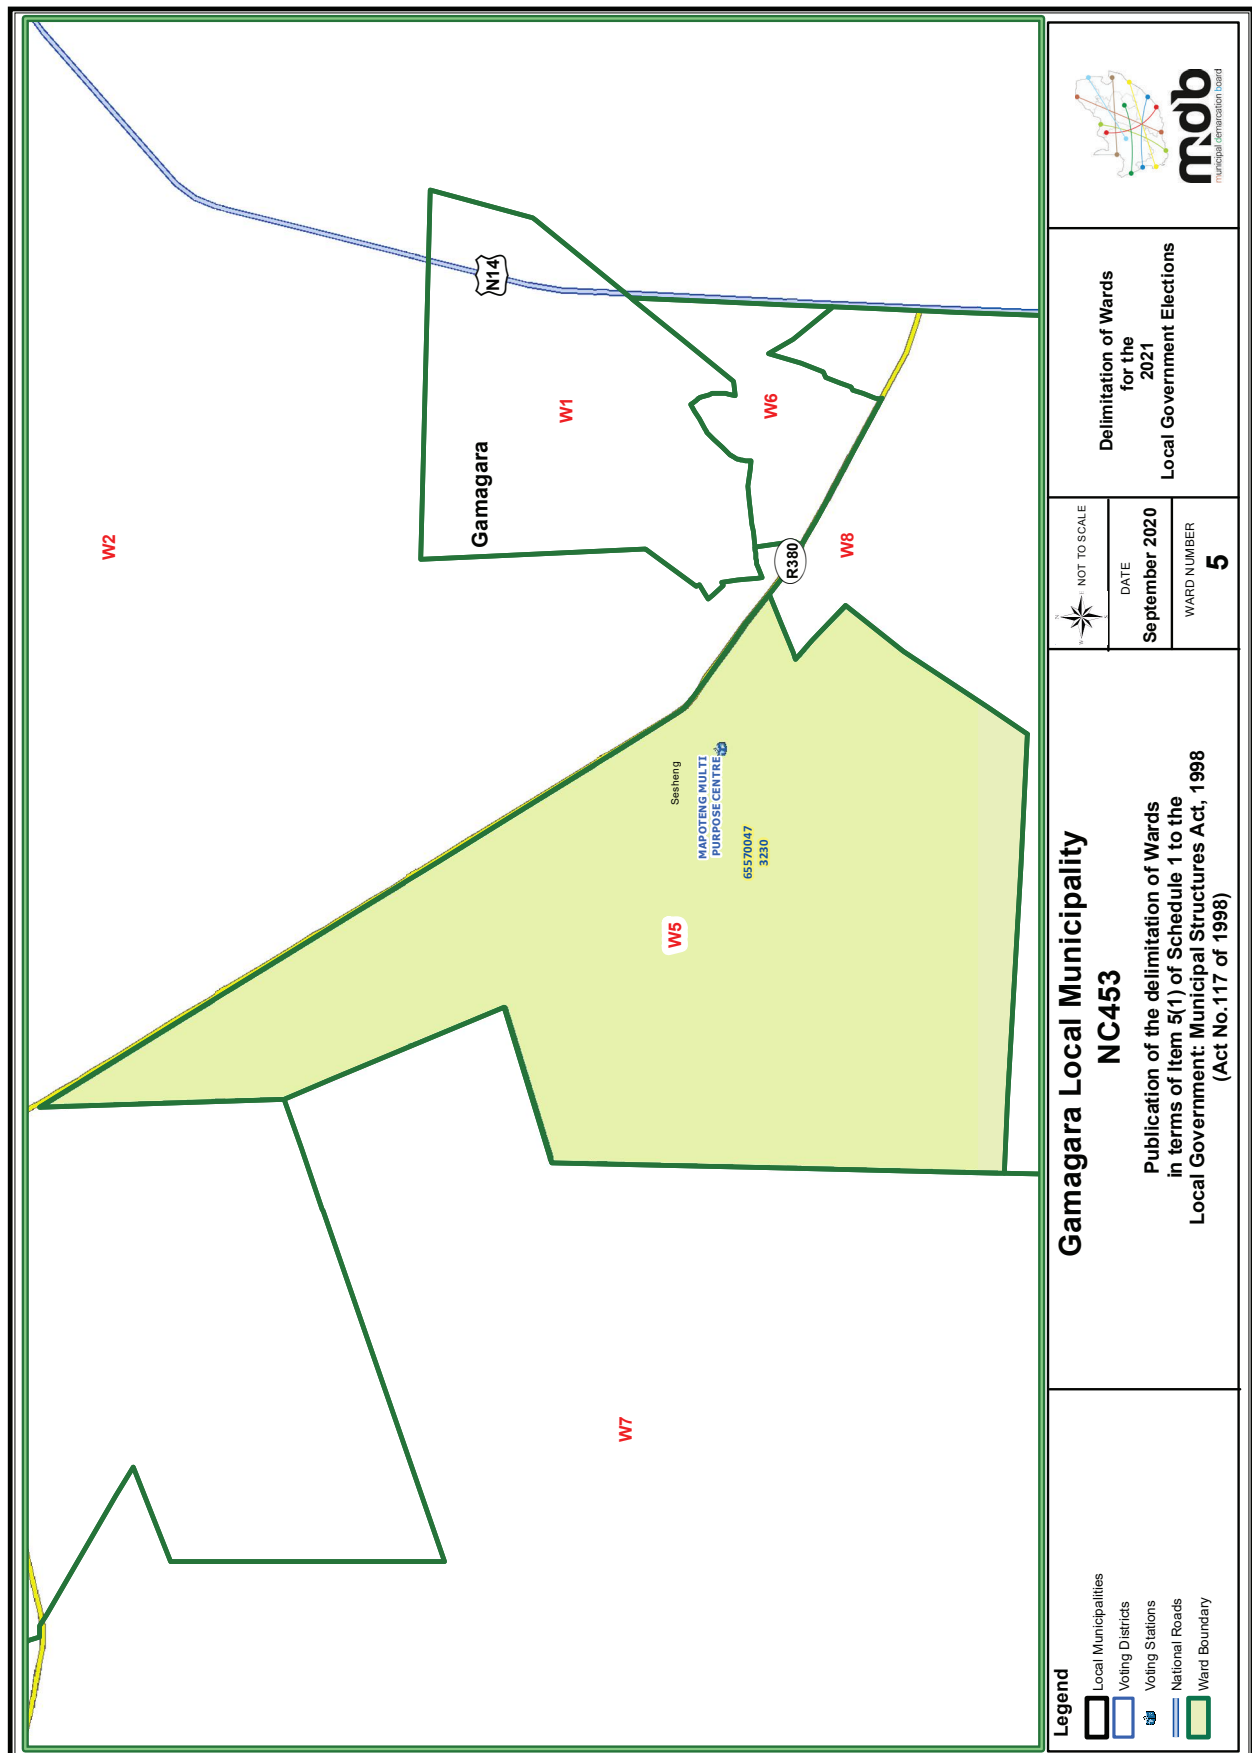 W2
N14
W1
Gamagara
W6
R380
W8
Sesheng
MAPOTENG MULTI
PURPOSE CENTRE
65570047
3230
W5
W7
Legend
Local Municipalities
Voting Districts
Voting Stations
National Roads
Ward Boundary
Gamagara Local Municipality
NC453
Publication of the delimitation of Wards
in terms of Item 5(1) of Schedule 1 to the
Local Government: Municipal Structures Act, 1998
(Act No.117 of 1998)
N
W E
S
NOT TO SCALE
DATE
September 2020
WARD NUMBER
5
Delimitation of Wards
for the
2021
Local Government Elections
mdb
municipal demarcation board